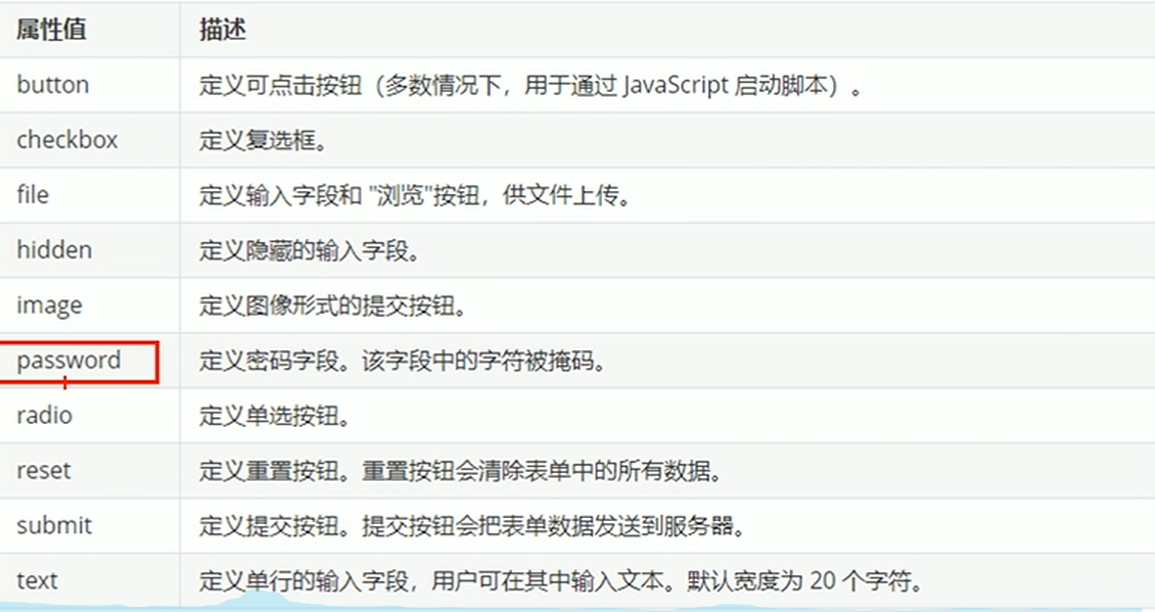 属性值 描述
button 定义可点击按钮（多数情况下，用于通过 JavaScript 启动脚本）。
checkbox 定义复选框。
file 定义输入字段和 "浏览"按钮，供文件上传。
hidden 定义隐藏的输入字段。
image 定义图像形式的提交按钮。
password 定义密码字段。该字段中的字符被掩码。
radio 定义单选按钮。
reset 定义重置按钮。重置按钮会清除表单中的所有数据。
submit 定义提交按钮。提交按钮会把表单数据发送到服务器。
text 定义单行的输入字段，用户可在其中输入文本。默认宽度为 20 个字符。